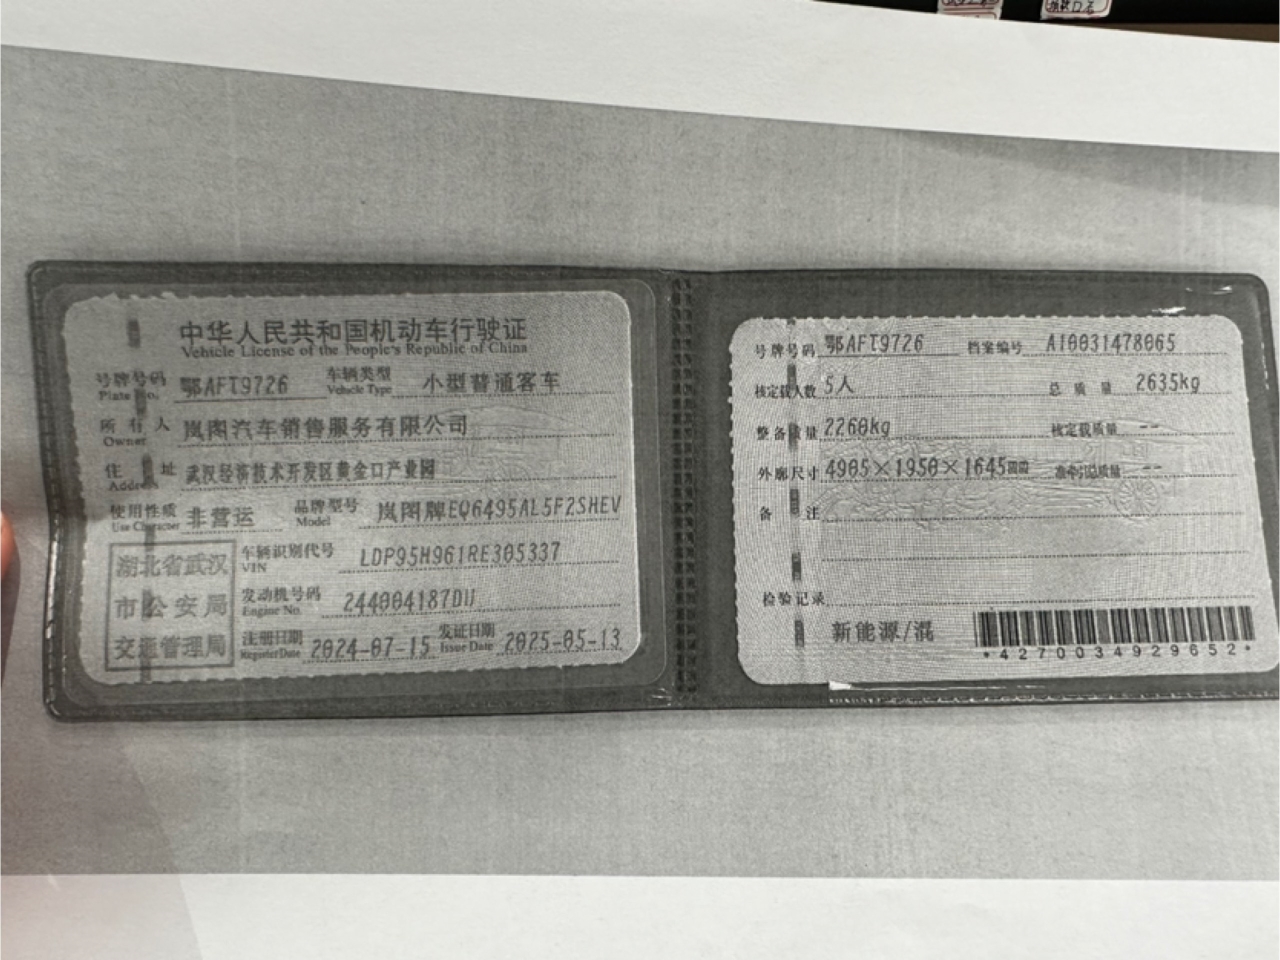 中华人民共和国机动车行驶证
Vehicle License of the People's Republic of China
号牌号码 鄂AFT9726 车辆类型 小型普通客车
Plate No. Vehicle Type
所有人 岚图汽车销售服务有限公司
Owner
住址 武汉经济技术开发区黄金口产业园
Address
使用性质 非营运 品牌型号 岚图牌EQ6495AL5F2SHEV
Use Character Model
湖北省武汉
市公安局
交通管理局
车辆识别代号 LDP95H961RE305337
VIN
发动机号码 244004187DU
Engine No.
注册日期 2024-07-15 发证日期 2025-05-13
Register Date Issue Date
号牌号码 鄂AFT9726 档案编号 A10031478065
核定载人数 5人 总质量 2635kg
整备质量 2260kg 核定载质量 --
外廓尺寸 4905×1950×1645mm 准牵引总质量 --
备注
检验记录
新能源/混
*4270034929652*